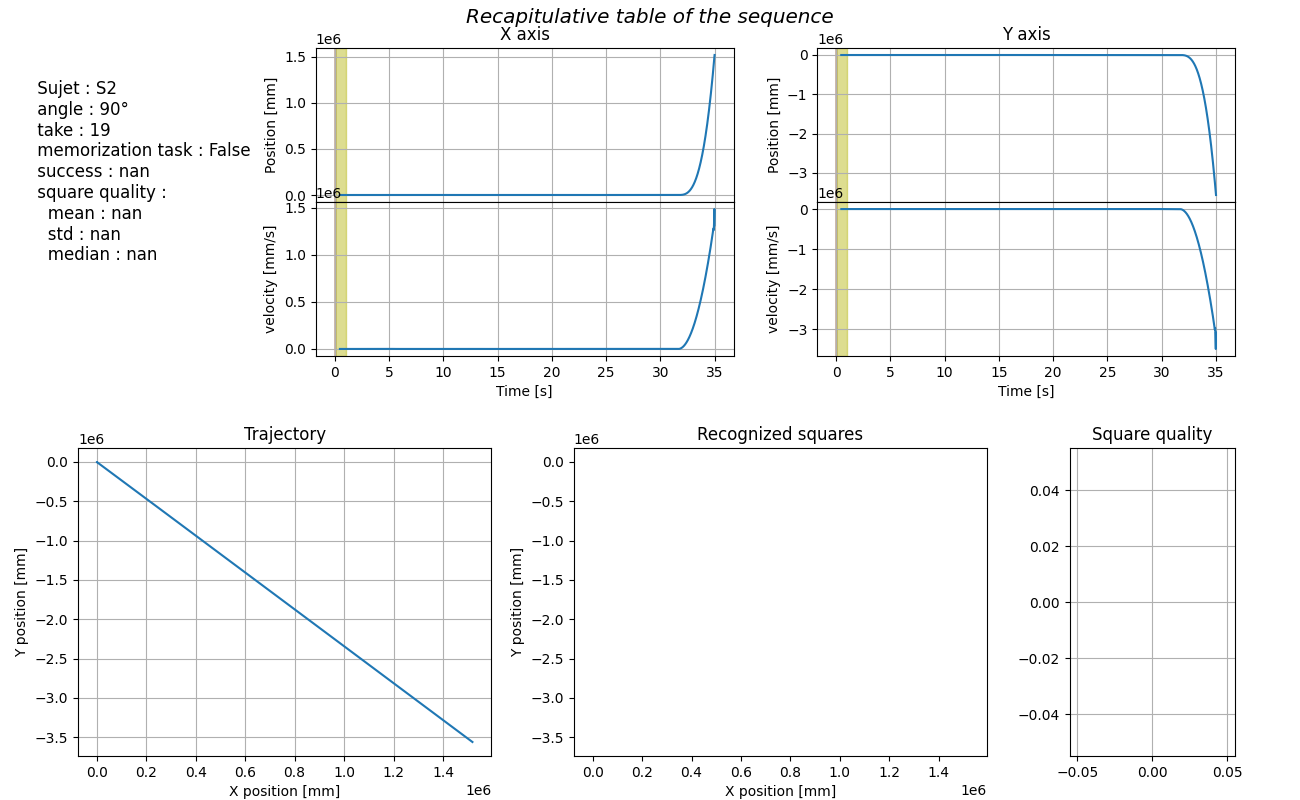 Recapitulative table of the sequence
Sujet : S2
angle : 90°
take : 19
memorization task : False
success : nan
square quality :
mean : nan
std : nan
median : nan
X axis
1e6
Position [mm]
1.5
1.0
0.5
0.0
1e6
velocity [mm/s]
1.5
1.0
0.5
0.0
0 5 10 15 20 25 30 35
Time [s]
Y axis
1e6
Position [mm]
0
−1
−2
−3
1e6
velocity [mm/s]
0
−1
−2
−3
0 5 10 15 20 25 30 35
Time [s]
Trajectory
1e6
Y position [mm]
0.0
−0.5
−1.0
−1.5
−2.0
−2.5
−3.0
−3.5
0.0 0.2 0.4 0.6 0.8 1.0 1.2 1.4
X position [mm]
1e6
Recognized squares
1e6
Y position [mm]
0.0
−0.5
−1.0
−1.5
−2.0
−2.5
−3.0
−3.5
0.0 0.2 0.4 0.6 0.8 1.0 1.2 1.4
X position [mm]
1e6
Square quality
0.04
0.02
0.00
−0.02
−0.04
−0.05 0.00 0.05